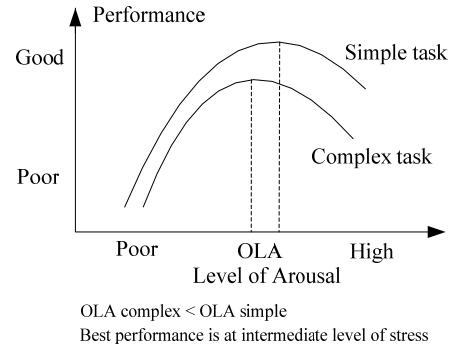 Performance
Good
Simple task
Complex task
Poor
Poor
OLA
High
Level of Arousal
OLA complex < OLA simple
Best performance is at intermediate level of stress